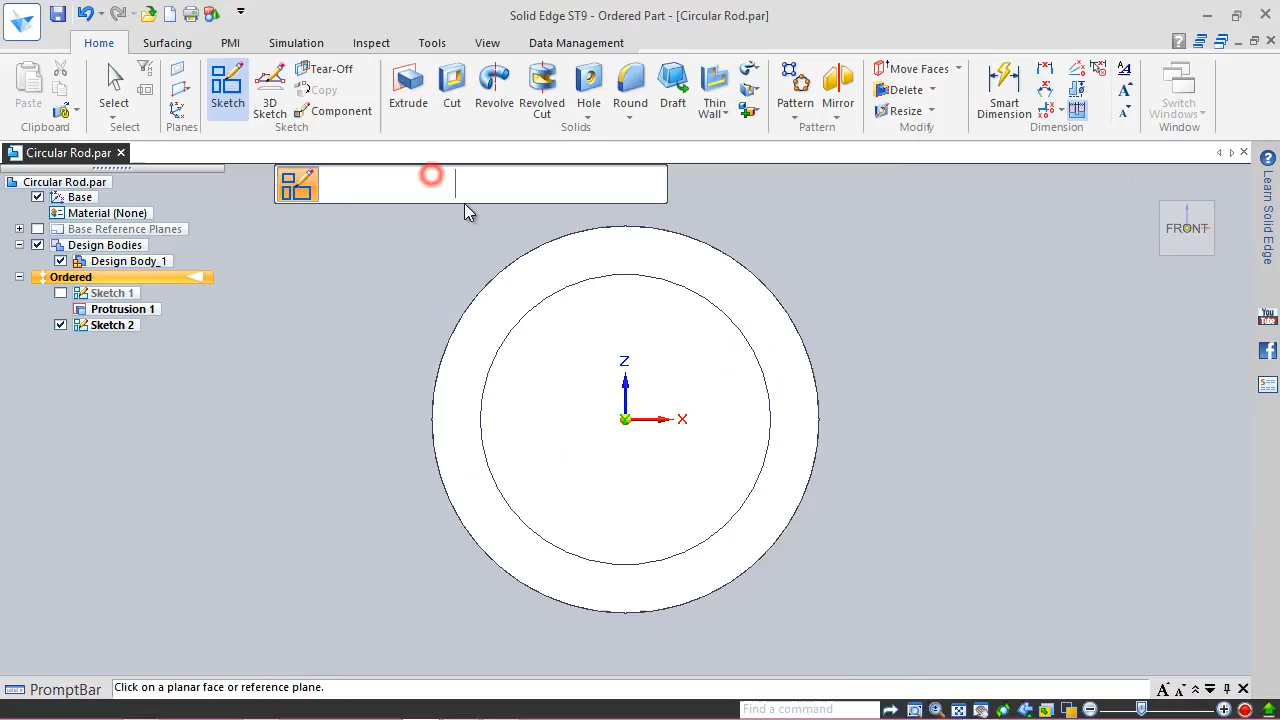 Solid Edge ST9 - Ordered Part - [Circular Rod.par]
Home Surfacing PMI Simulation Inspect Tools View Data Management
Paste
Clipboard
Select
Select
Planes
Sketch
3D Sketch
Tear-Off
Copy
Component
Sketch
Extrude
Cut
Revolve
Revolved Cut
Hole
Round
Draft
Thin Wall
Solids
Pattern
Mirror
Pattern
Move Faces
Delete
Resize
Modify
Smart Dimension
Dimension
Switch Windows
Window
Circular Rod.par
Circular Rod.par
Base
Material (None)
Base Reference Planes
Design Bodies
Design Body_1
Ordered
Sketch 1
Protrusion 1
Sketch 2
Z
X
FRONT
Learn Solid Edge
You Tube
PromptBar
Click on a planar face or reference plane.
Find a command